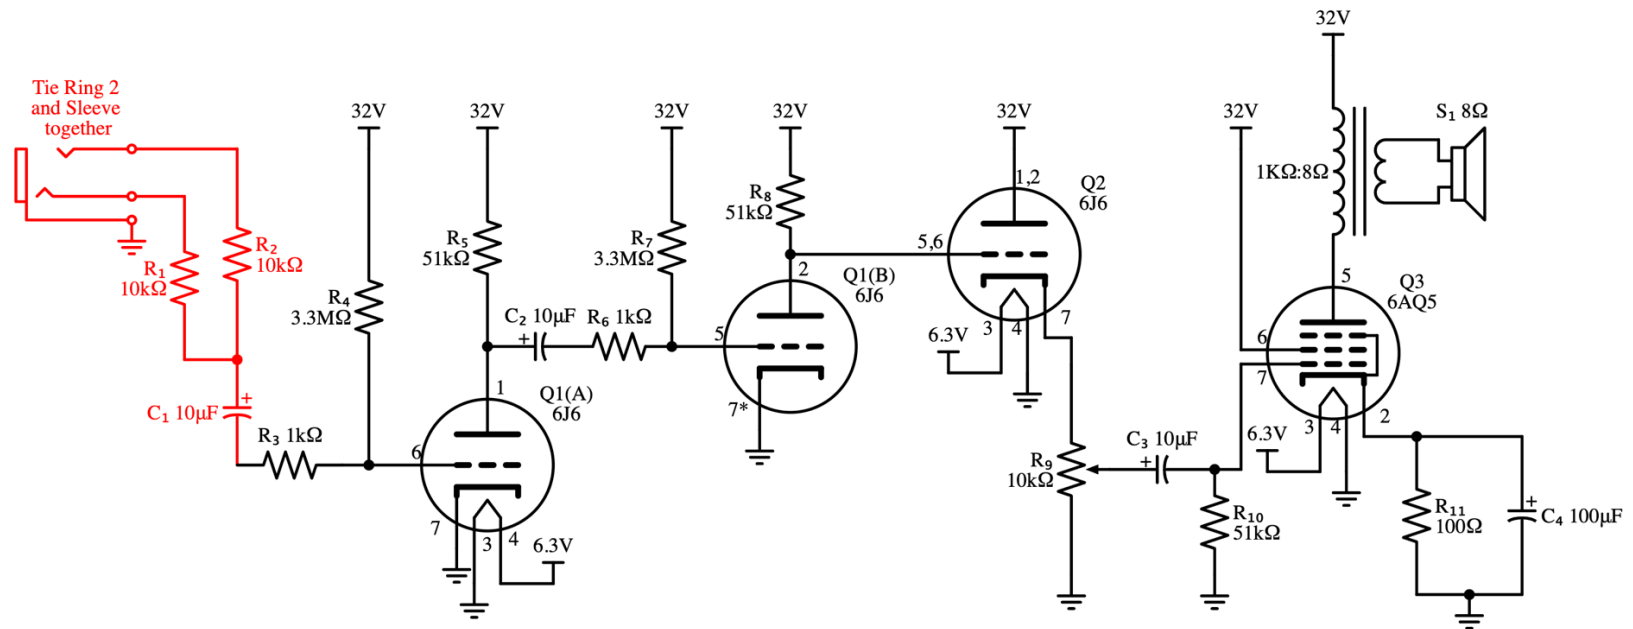 Tie Ring 2
and Sleeve
together
R₁
10kΩ
R₂
10kΩ
C₁ 10µF
+
R₃ 1kΩ
32V
R₄
3.3MΩ
6
32V
R₅
51kΩ
1
Q1(A)
6J6
7
3
4
6.3V
C₂ 10µF
+
R₆ 1kΩ
32V
R₇
3.3MΩ
5
32V
R₈
51kΩ
2
Q1(B)
6J6
7*
5,6
32V
1,2
Q2
6J6
6.3V
3
4
7
R₉
10kΩ
C₃ 10µF
+
R₁₀
51kΩ
32V
6
7
32V
1KΩ:8Ω
S₁ 8Ω
5
Q3
6AQ5
6.3V
3
4
2
R₁₁
100Ω
+
C₄ 100µF